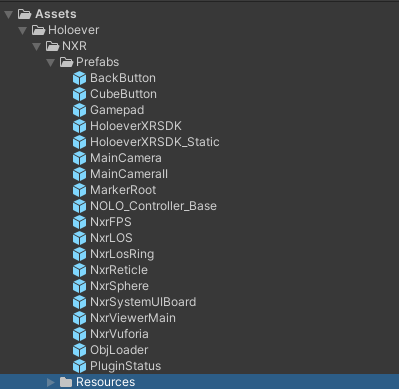 Assets
Holoever
NXR
Prefabs
BackButton
CubeButton
Gamepad
HoloeverXRSDK
HoloeverXRSDK_Static
MainCamera
MainCameraII
MarkerRoot
NOLO_Controller_Base
NxrFPS
NxrLOS
NxrLosRing
NxrReticle
NxrSphere
NxrSystemUIBoard
NxrViewerMain
NxrVuforia
ObjLoader
PluginStatus
Resources